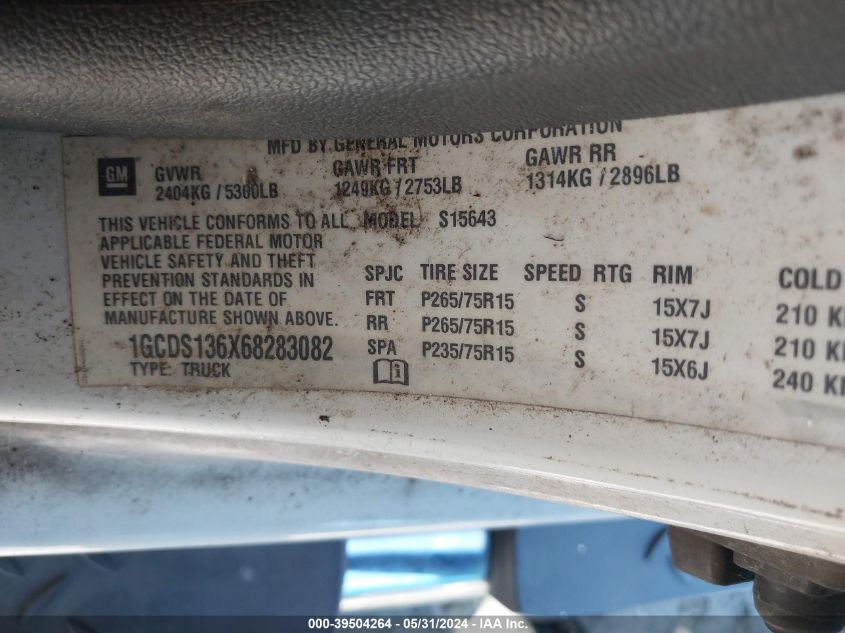 MFD BY GENERAL MOTORS CORPORATION
GM
GVWR GAWR FRT GAWR RR
2404KG / 5300LB 1249KG / 2753LB 1314KG / 2896LB
THIS VEHICLE CONFORMS TO ALL MODEL S15643
APPLICABLE FEDERAL MOTOR
VEHICLE SAFETY AND THEFT
PREVENTION STANDARDS IN
EFFECT ON THE DATE OF
MANUFACTURE SHOWN ABOVE.
1GCDS136X68283082
TYPE: TRUCK
SPJC TIRE SIZE SPEED RTG RIM COLD
FRT P265/75R15 S 15X7J 210 K
RR P265/75R15 S 15X7J 210 K
SPA P235/75R15 S 15X6J 240 K
i
000-39504264 - 05/31/2024 - IAAI.COM